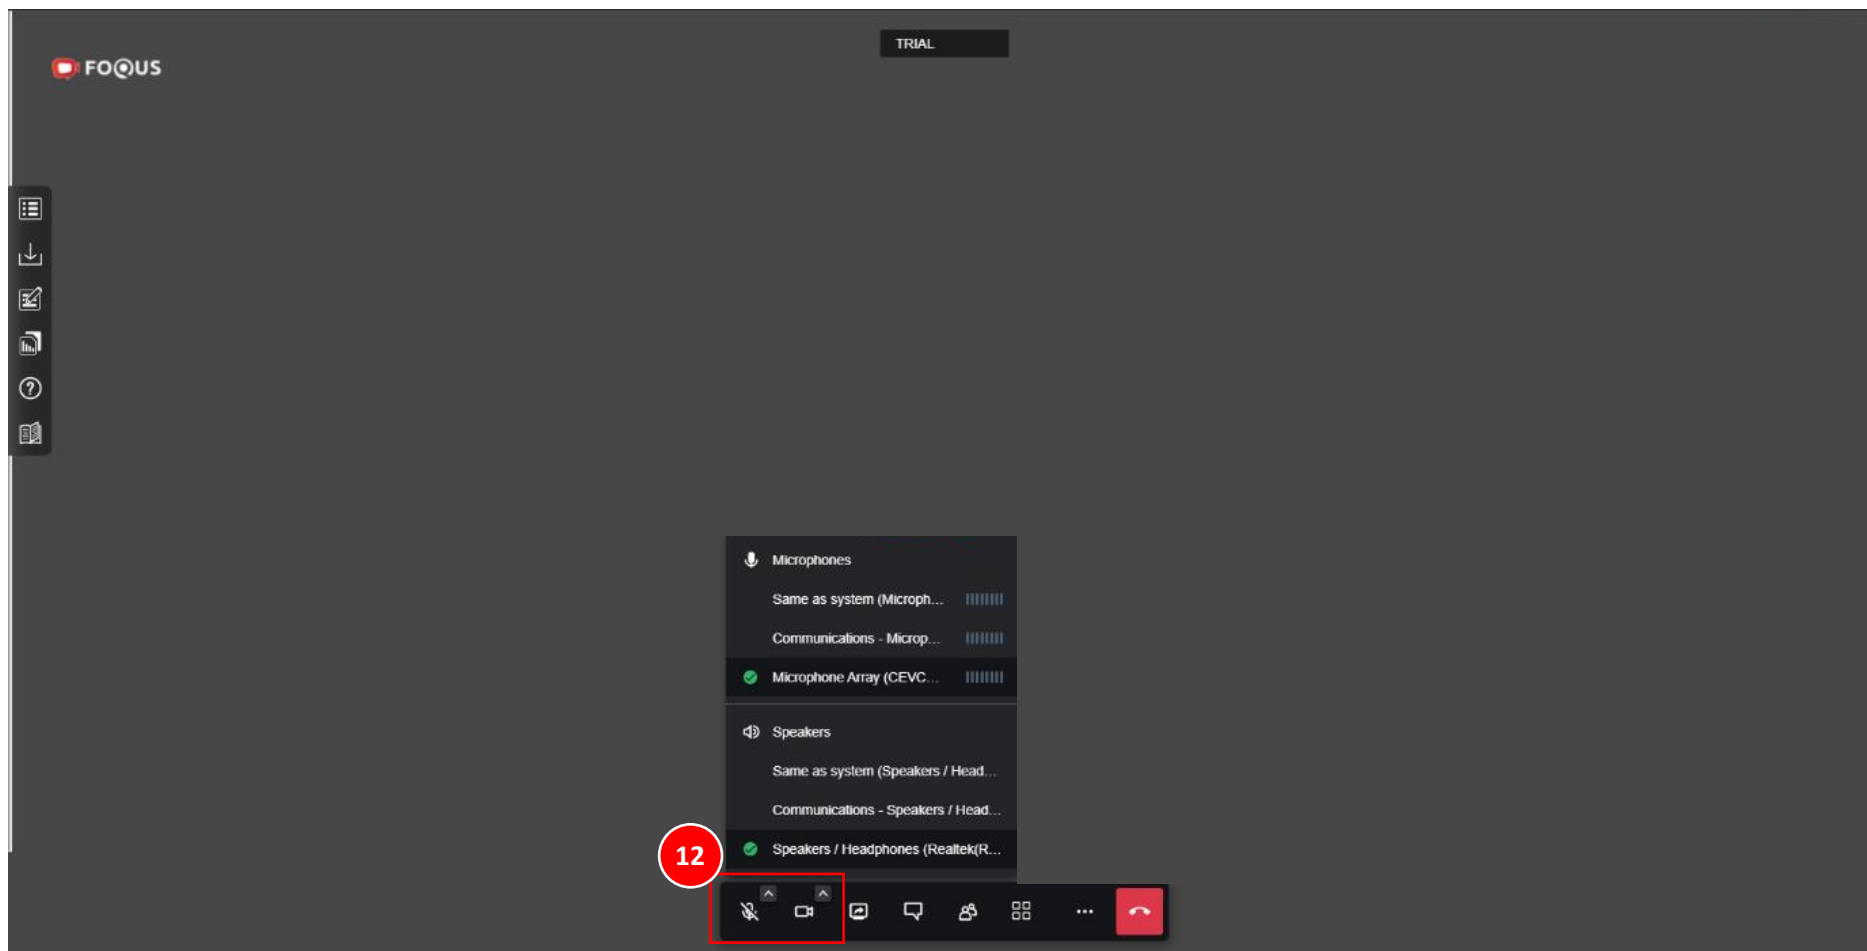 TRIAL
FOQUS
Microphones
Same as system (Microph...
Communications - Microp...
Microphone Array (CEVC...
Speakers
Same as system (Speakers / Head...
Communications - Speakers / Head...
Speakers / Headphones (Realtek(R...
12